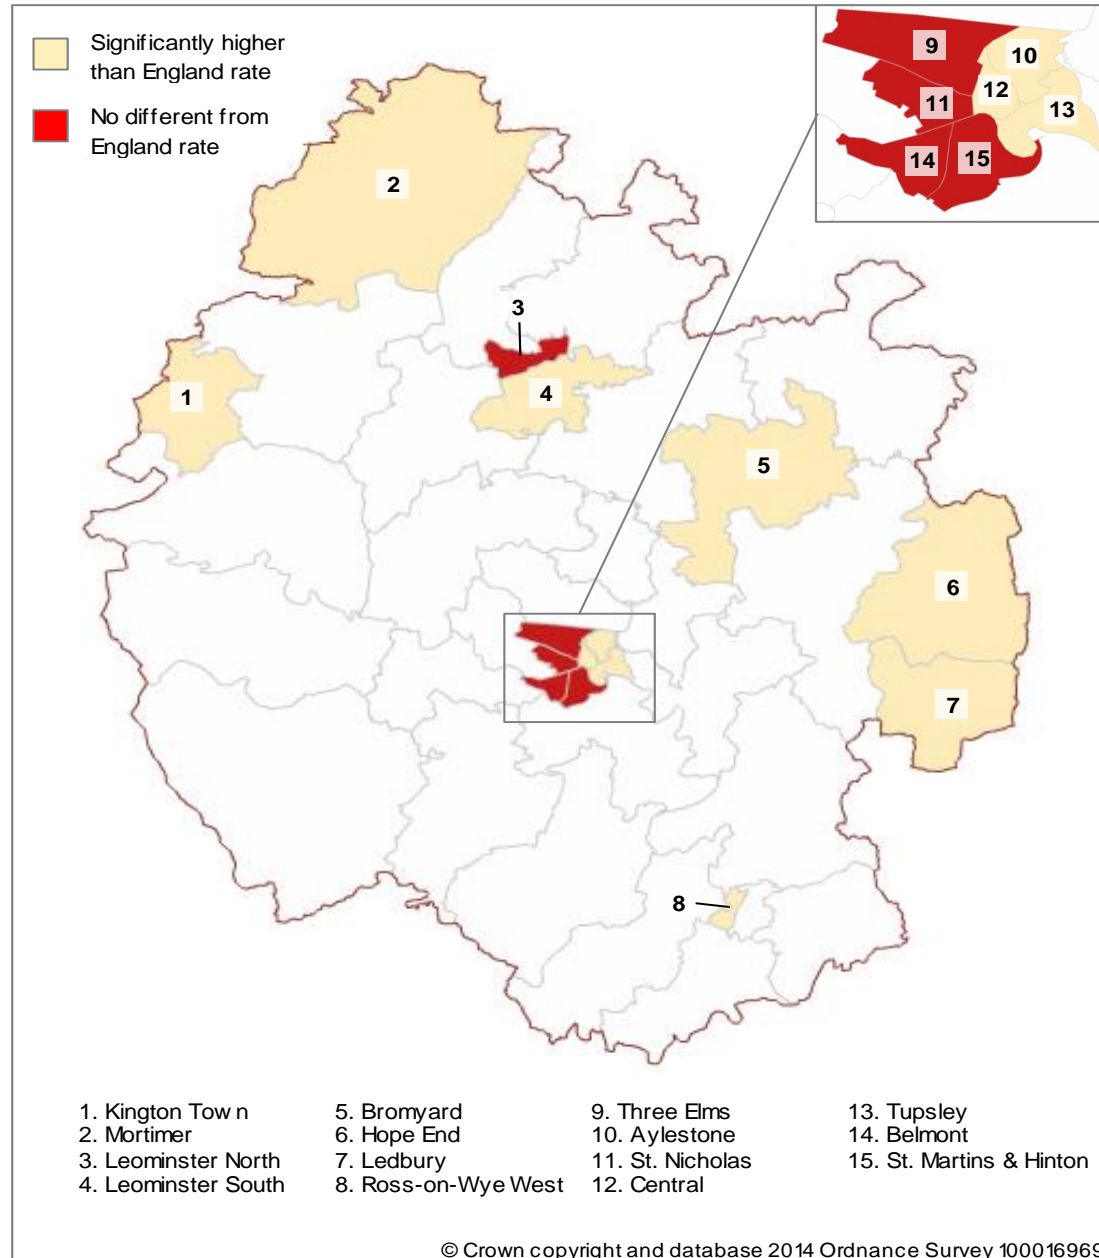 Significantly higher
than England rate
No different from
England rate
9
10
12
11
13
14
15
2
3
1
4
5
6
7
8
1. Kington Town
2. Mortimer
3. Leominster North
4. Leominster South
5. Bromyard
6. Hope End
7. Ledbury
8. Ross-on-Wye West
9. Three Elms
10. Aylestone
11. St. Nicholas
12. Central
13. Tupsley
14. Belmont
15. St. Martins & Hinton
© Crown copyright and database 2014 Ordnance Survey 100016969